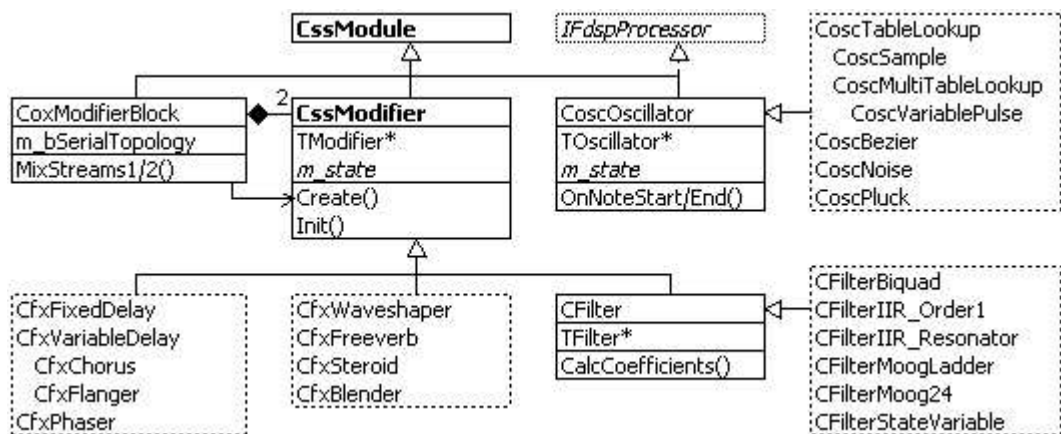 CssModule
IFdspProcessor
CoxModifierBlock
m_bSerialTopology
MixStreams1/2()
2
CssModifier
TModifier*
m_state
Create()
Init()
CoscOscillator
TOscillator*
m_state
OnNoteStart/End()
CoscTableLookup
CoscSample
CoscMultiTableLookup
CoscVariablePulse
CoscBezier
CoscNoise
CoscPluck
CfxFixedDelay
CfxVariableDelay
CfxChorus
CfxFlanger
CfxPhaser
CfxWaveshaper
CfxFreeverb
CfxSteroid
CfxBlender
CFilter
TFilter*
CalcCoefficients()
CFilterBiquad
CFilterIIR_Order1
CFilterIIR_Resonator
CFilterMoogLadder
CFilterMoog24
CFilterStateVariable